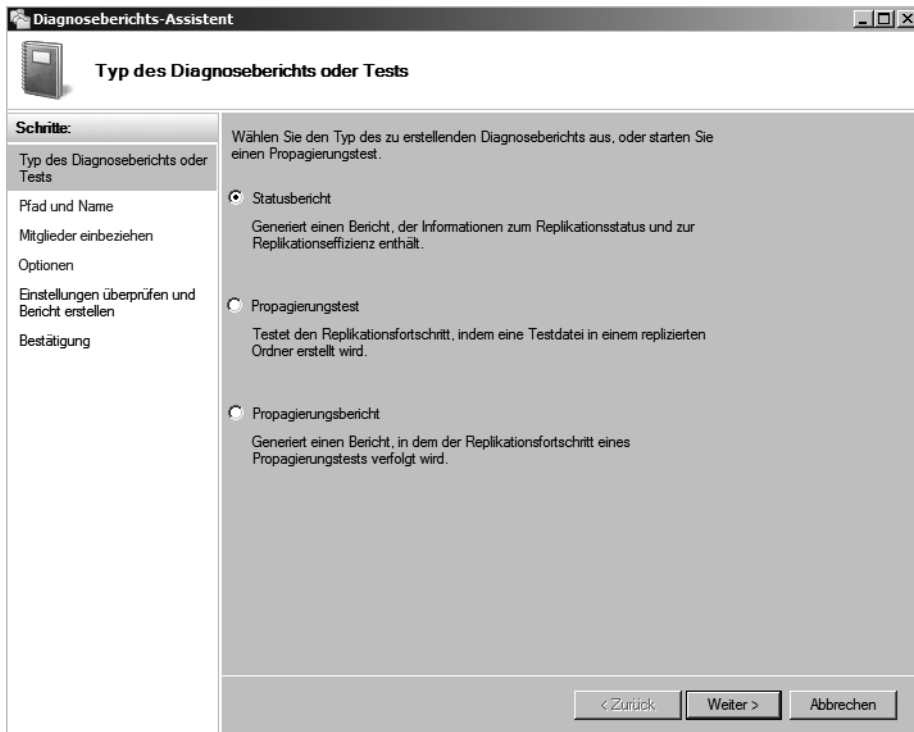 Diagnoseberichts-Assistent
Typ des Diagnoseberichts oder Tests
Schritte:
Typ des Diagnoseberichts oder
Tests
Pfad und Name
Mitglieder einbeziehen
Optionen
Einstellungen überprüfen und
Bericht erstellen
Bestätigung
Wählen Sie den Typ des zu erstellenden Diagnoseberichts aus, oder starten Sie
einen Propagierungstest.
Statusbericht
Generiert einen Bericht, der Informationen zum Replikationsstatus und zur
Replikationseffizienz enthält.
Propagierungstest
Testet den Replikationsfortschritt, indem eine Testdatei in einem replizierten
Ordner erstellt wird.
Propagierungsbericht
Generiert einen Bericht, in dem der Replikationsfortschritt eines
Propagierungstests verfolgt wird.
< Zurück
Weiter >
Abbrechen